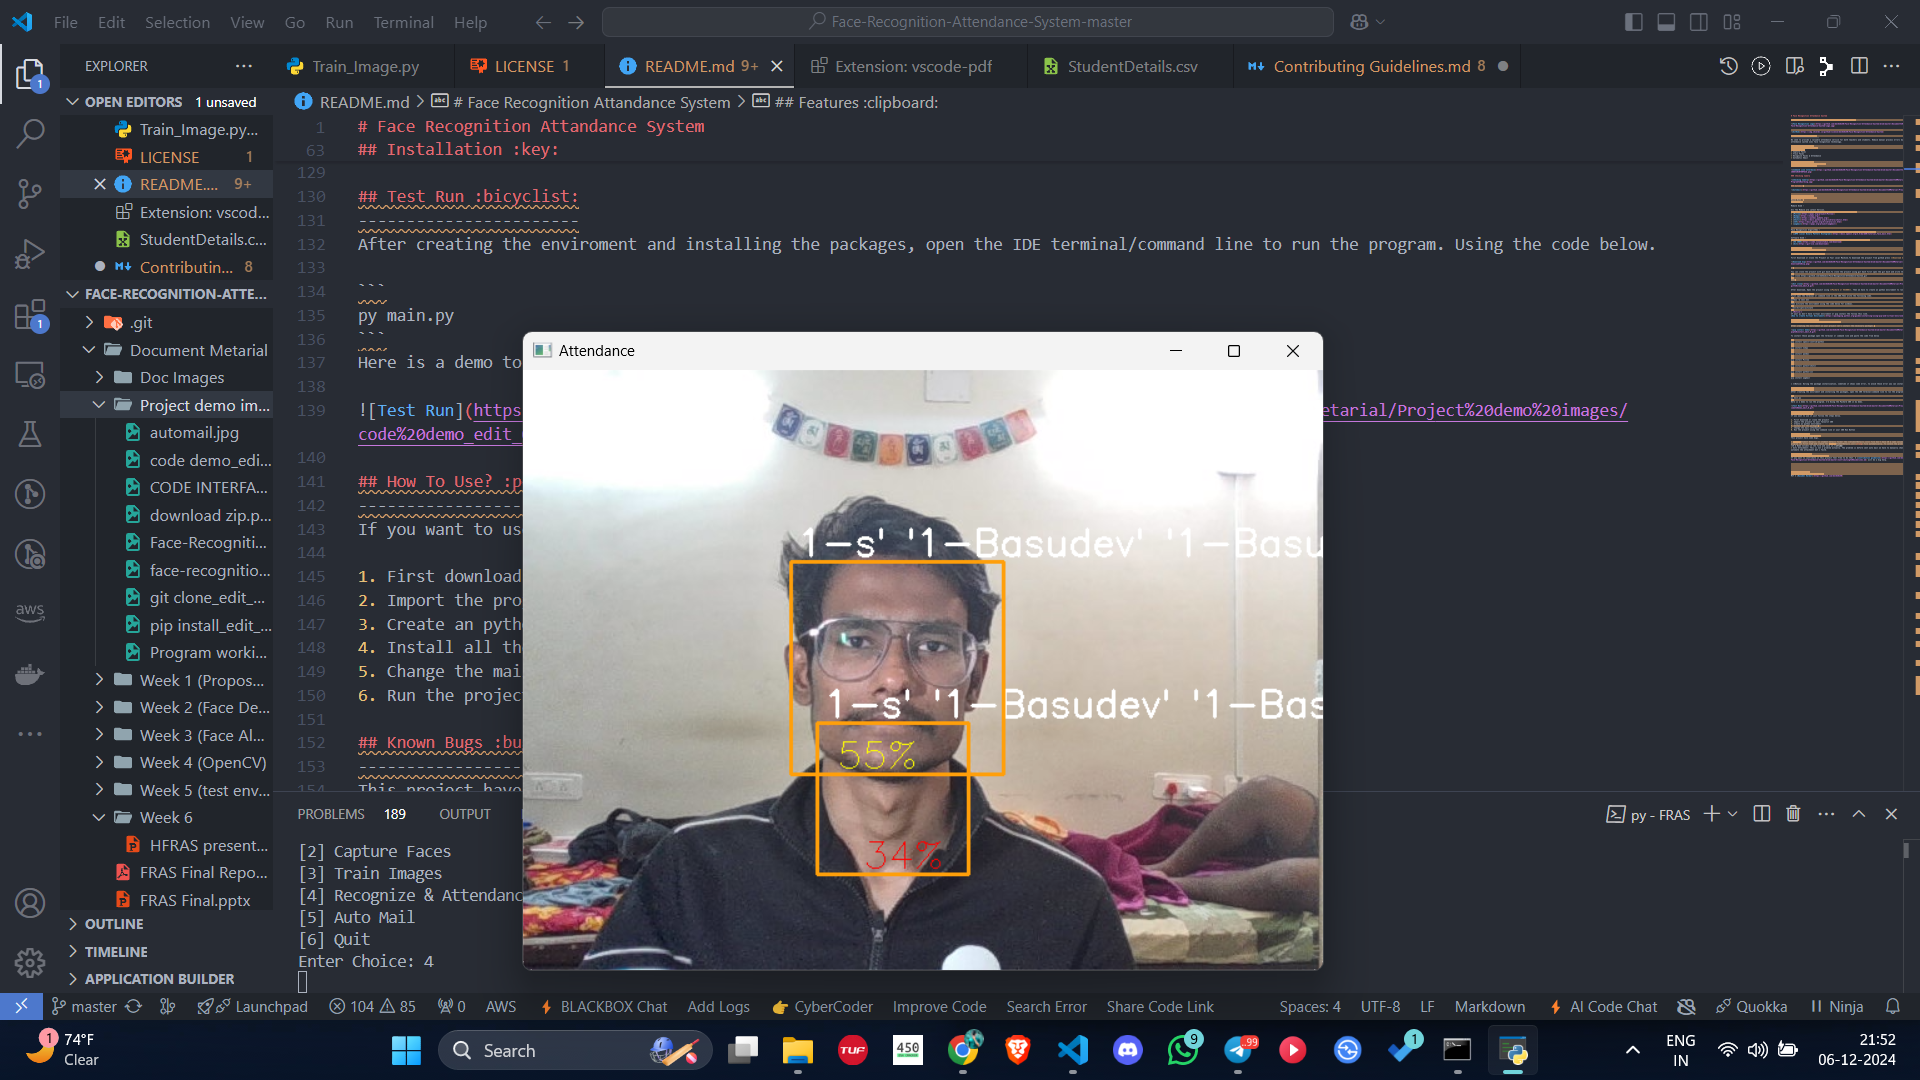 File Edit Selection View Go Run Terminal Help
Face-Recognition-Attendance-System-master
EXPLORER
Train_Image.py
LICENSE 1
README.md 9+
Extension: vscode-pdf
StudentDetails.csv
Contributing Guidelines.md 8
OPEN EDITORS 1 unsaved
Train_Image.py...
LICENSE 1
README.... 9+
Extension: vscod...
StudentDetails.c...
Contributin... 8
FACE-RECOGNITION-ATTE...
.git
Document Metarial
Doc Images
Project demo im...
automail.jpg
code demo_edi...
CODE INTERFA...
download zip.p...
Face-Recogniti...
face-recognitio...
git clone_edit_...
pip install_edit_...
Program worki...
Week 1 (Propos...
Week 2 (Face De...
Week 3 (Face Al...
Week 4 (OpenCV)
Week 5 (test env...
Week 6
HFRAS present...
FRAS Final Repo...
FRAS Final.pptx
OUTLINE
TIMELINE
APPLICATION BUILDER
README.md > # Face Recognition Attandance System > ## Features :clipboard:
1 # Face Recognition Attandance System
63 ## Installation :key:
129
130 ## Test Run :bicyclist:
131 -----------------------
132 After creating the enviroment and installing the packages, open the IDE terminal/command line to run the program. Using the code below.
133
134 ```
135 py main.py
136 ```
137 Here is a demo to
138
139 ![Test Run](https etarial/Project%20demo%20images/
code%20demo_edit_
140
141 ## How To Use? :p
142 -----------------
143 If you want to us
144
145 1. First download
146 2. Import the pro
147 3. Create an pyth
148 4. Install all th
149 5. Change the mai
150 6. Run the projec
151
152 ## Known Bugs :bu
153 -----------------
154 This project have
Attendance
1-s' '1-Basudev' '1-Basu
1-s' '1-Basudev' '1-Bas
55%
34%
PROBLEMS 189 OUTPUT
py - FRAS
[2] Capture Faces
[3] Train Images
[4] Recognize & Attendanc
[5] Auto Mail
[6] Quit
Enter Choice: 4
master Launchpad 104 85 0 AWS BLACKBOX Chat Add Logs CyberCoder Improve Code Search Error Share Code Link Spaces: 4 UTF-8 LF Markdown AI Code Chat Quokka Ninja
74°F
Clear
Search
TUF
450
9
99
1
ENG
IN
21:52
06-12-2024